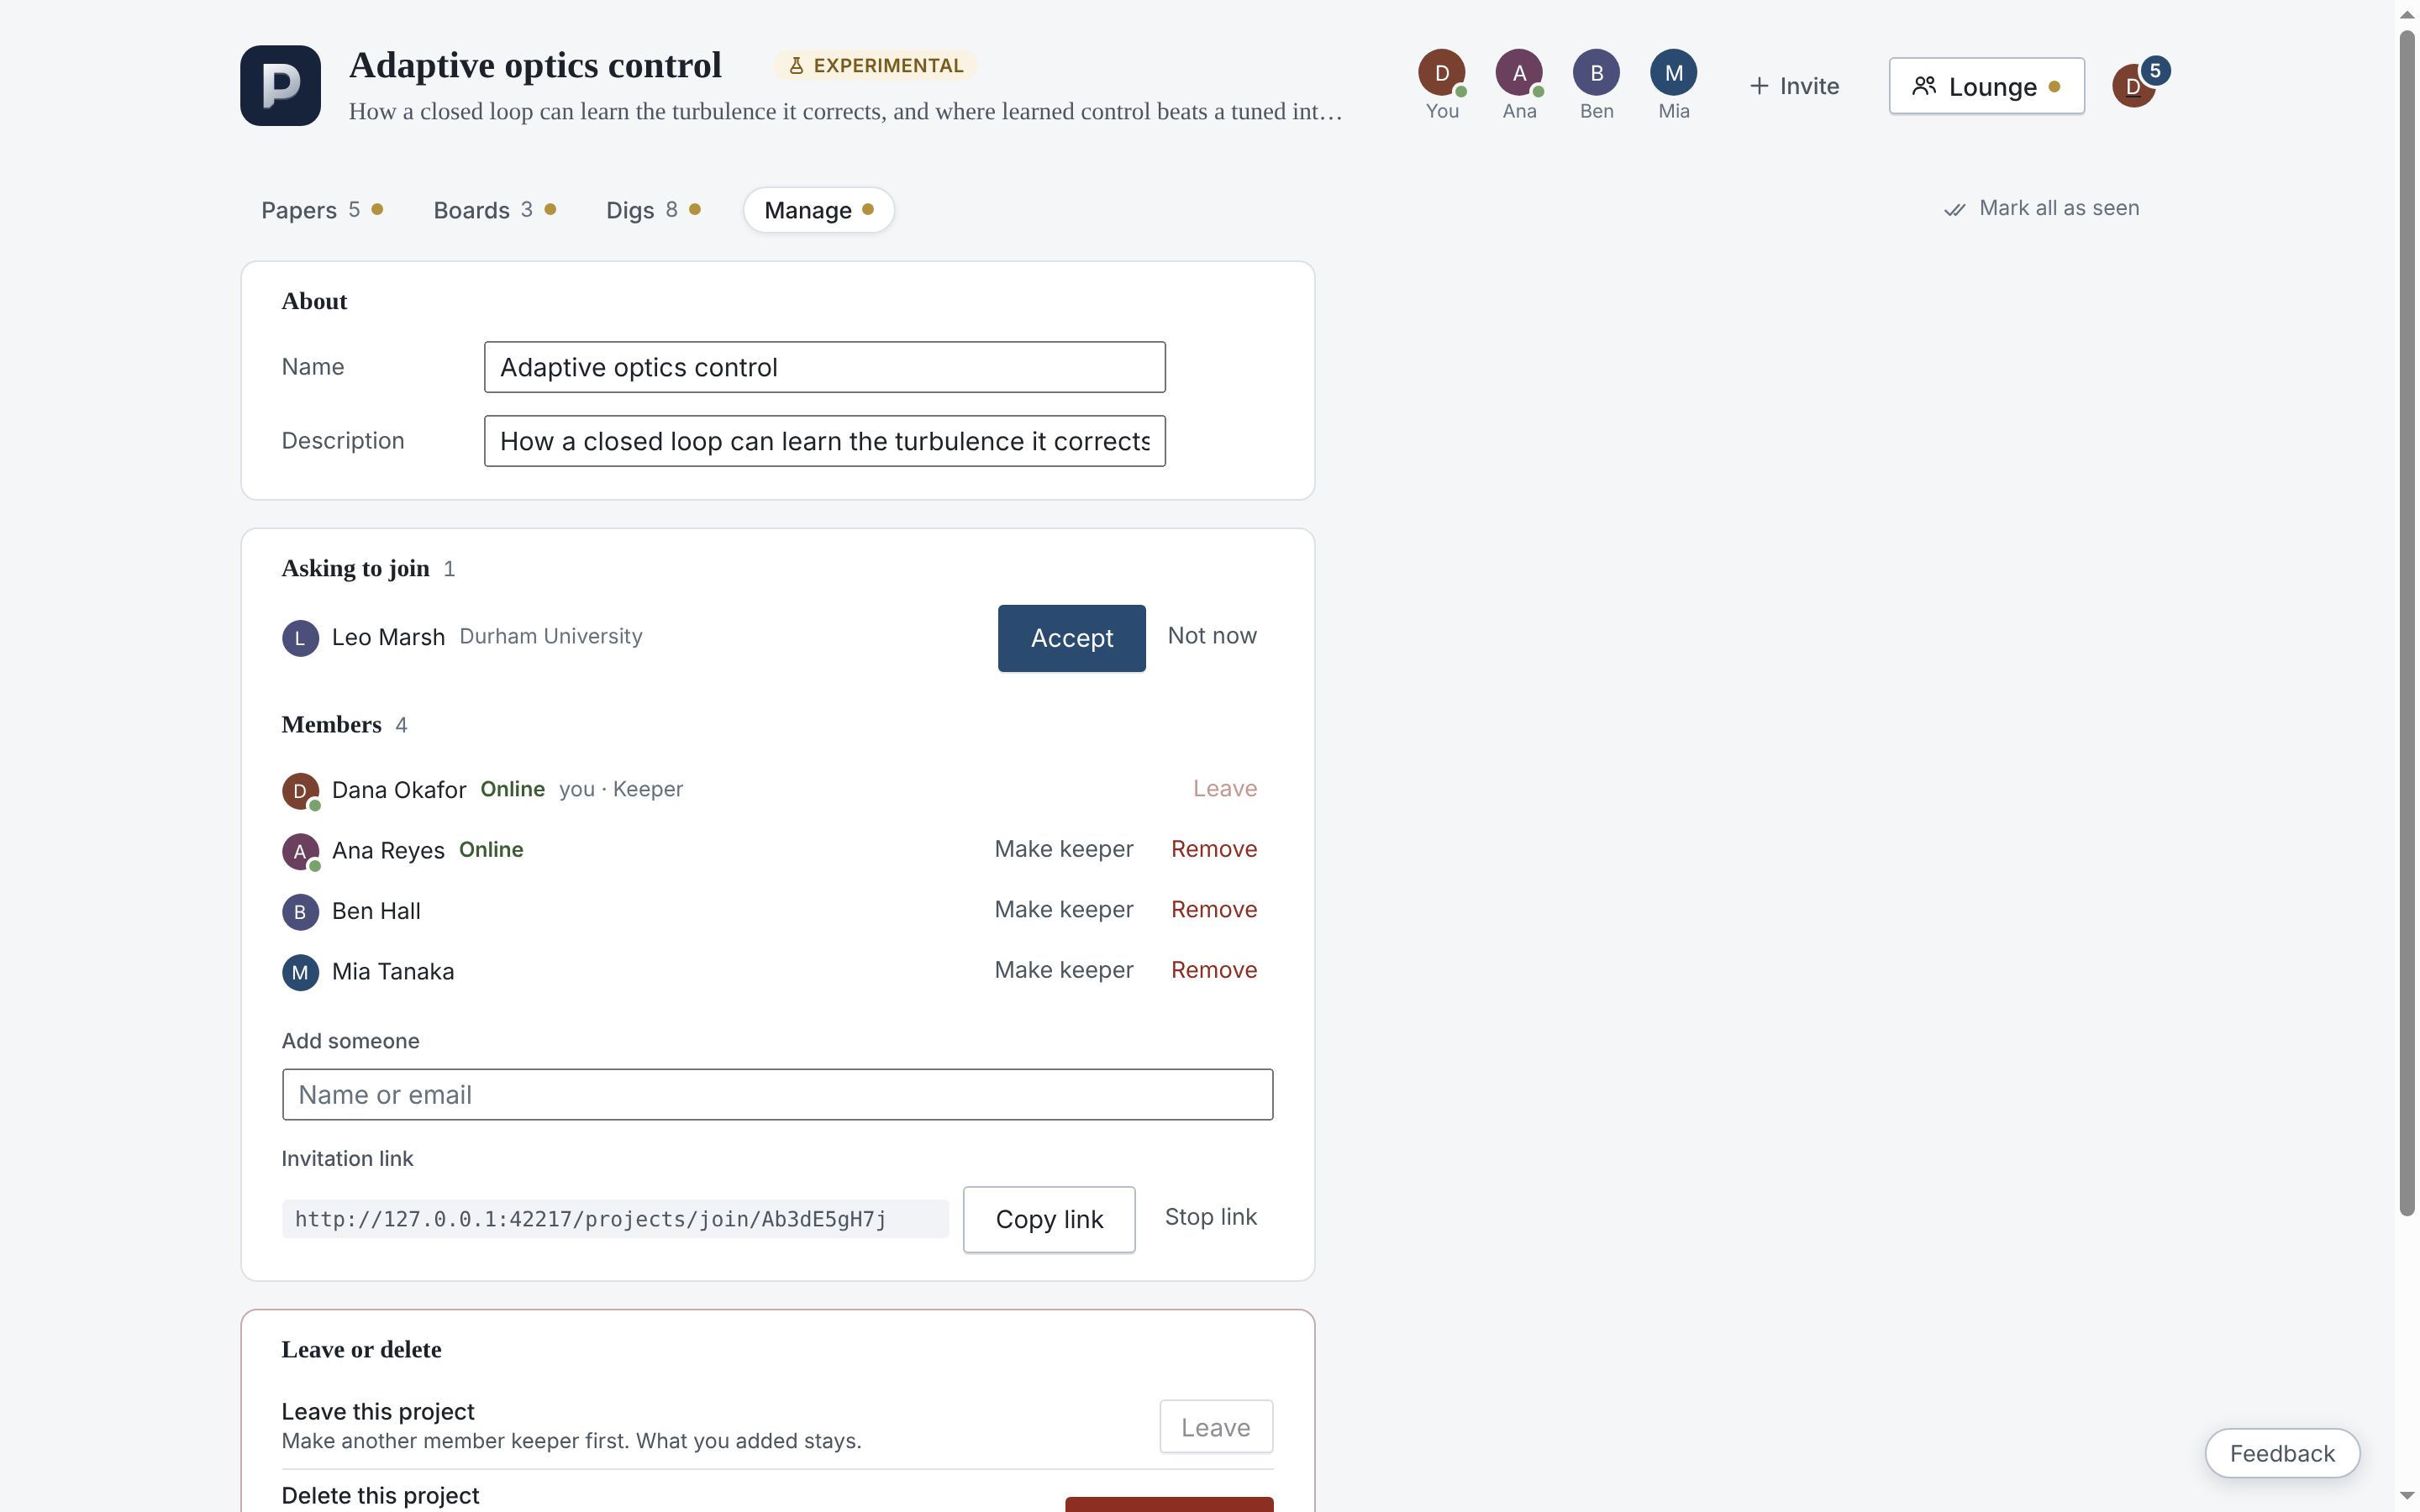 P
Adaptive optics control
EXPERIMENTAL
How a closed loop can learn the turbulence it corrects, and where learned control beats a tuned int…
D
You
A
Ana
B
Ben
M
Mia
+ Invite
Lounge
D
5
Papers 5
Boards 3
Digs 8
Manage
Mark all as seen
About
Name
Adaptive optics control
Description
How a closed loop can learn the turbulence it corrects
Asking to join 1
L Leo Marsh Durham University
Accept
Not now
Members 4
D Dana Okafor Online you · Keeper Leave
A Ana Reyes Online Make keeper Remove
B Ben Hall Make keeper Remove
M Mia Tanaka Make keeper Remove
Add someone
Name or email
Invitation link
http://127.0.0.1:42217/projects/join/Ab3dE5gH7j
Copy link
Stop link
Leave or delete
Leave this project
Make another member keeper first. What you added stays.
Leave
Delete this project
Feedback